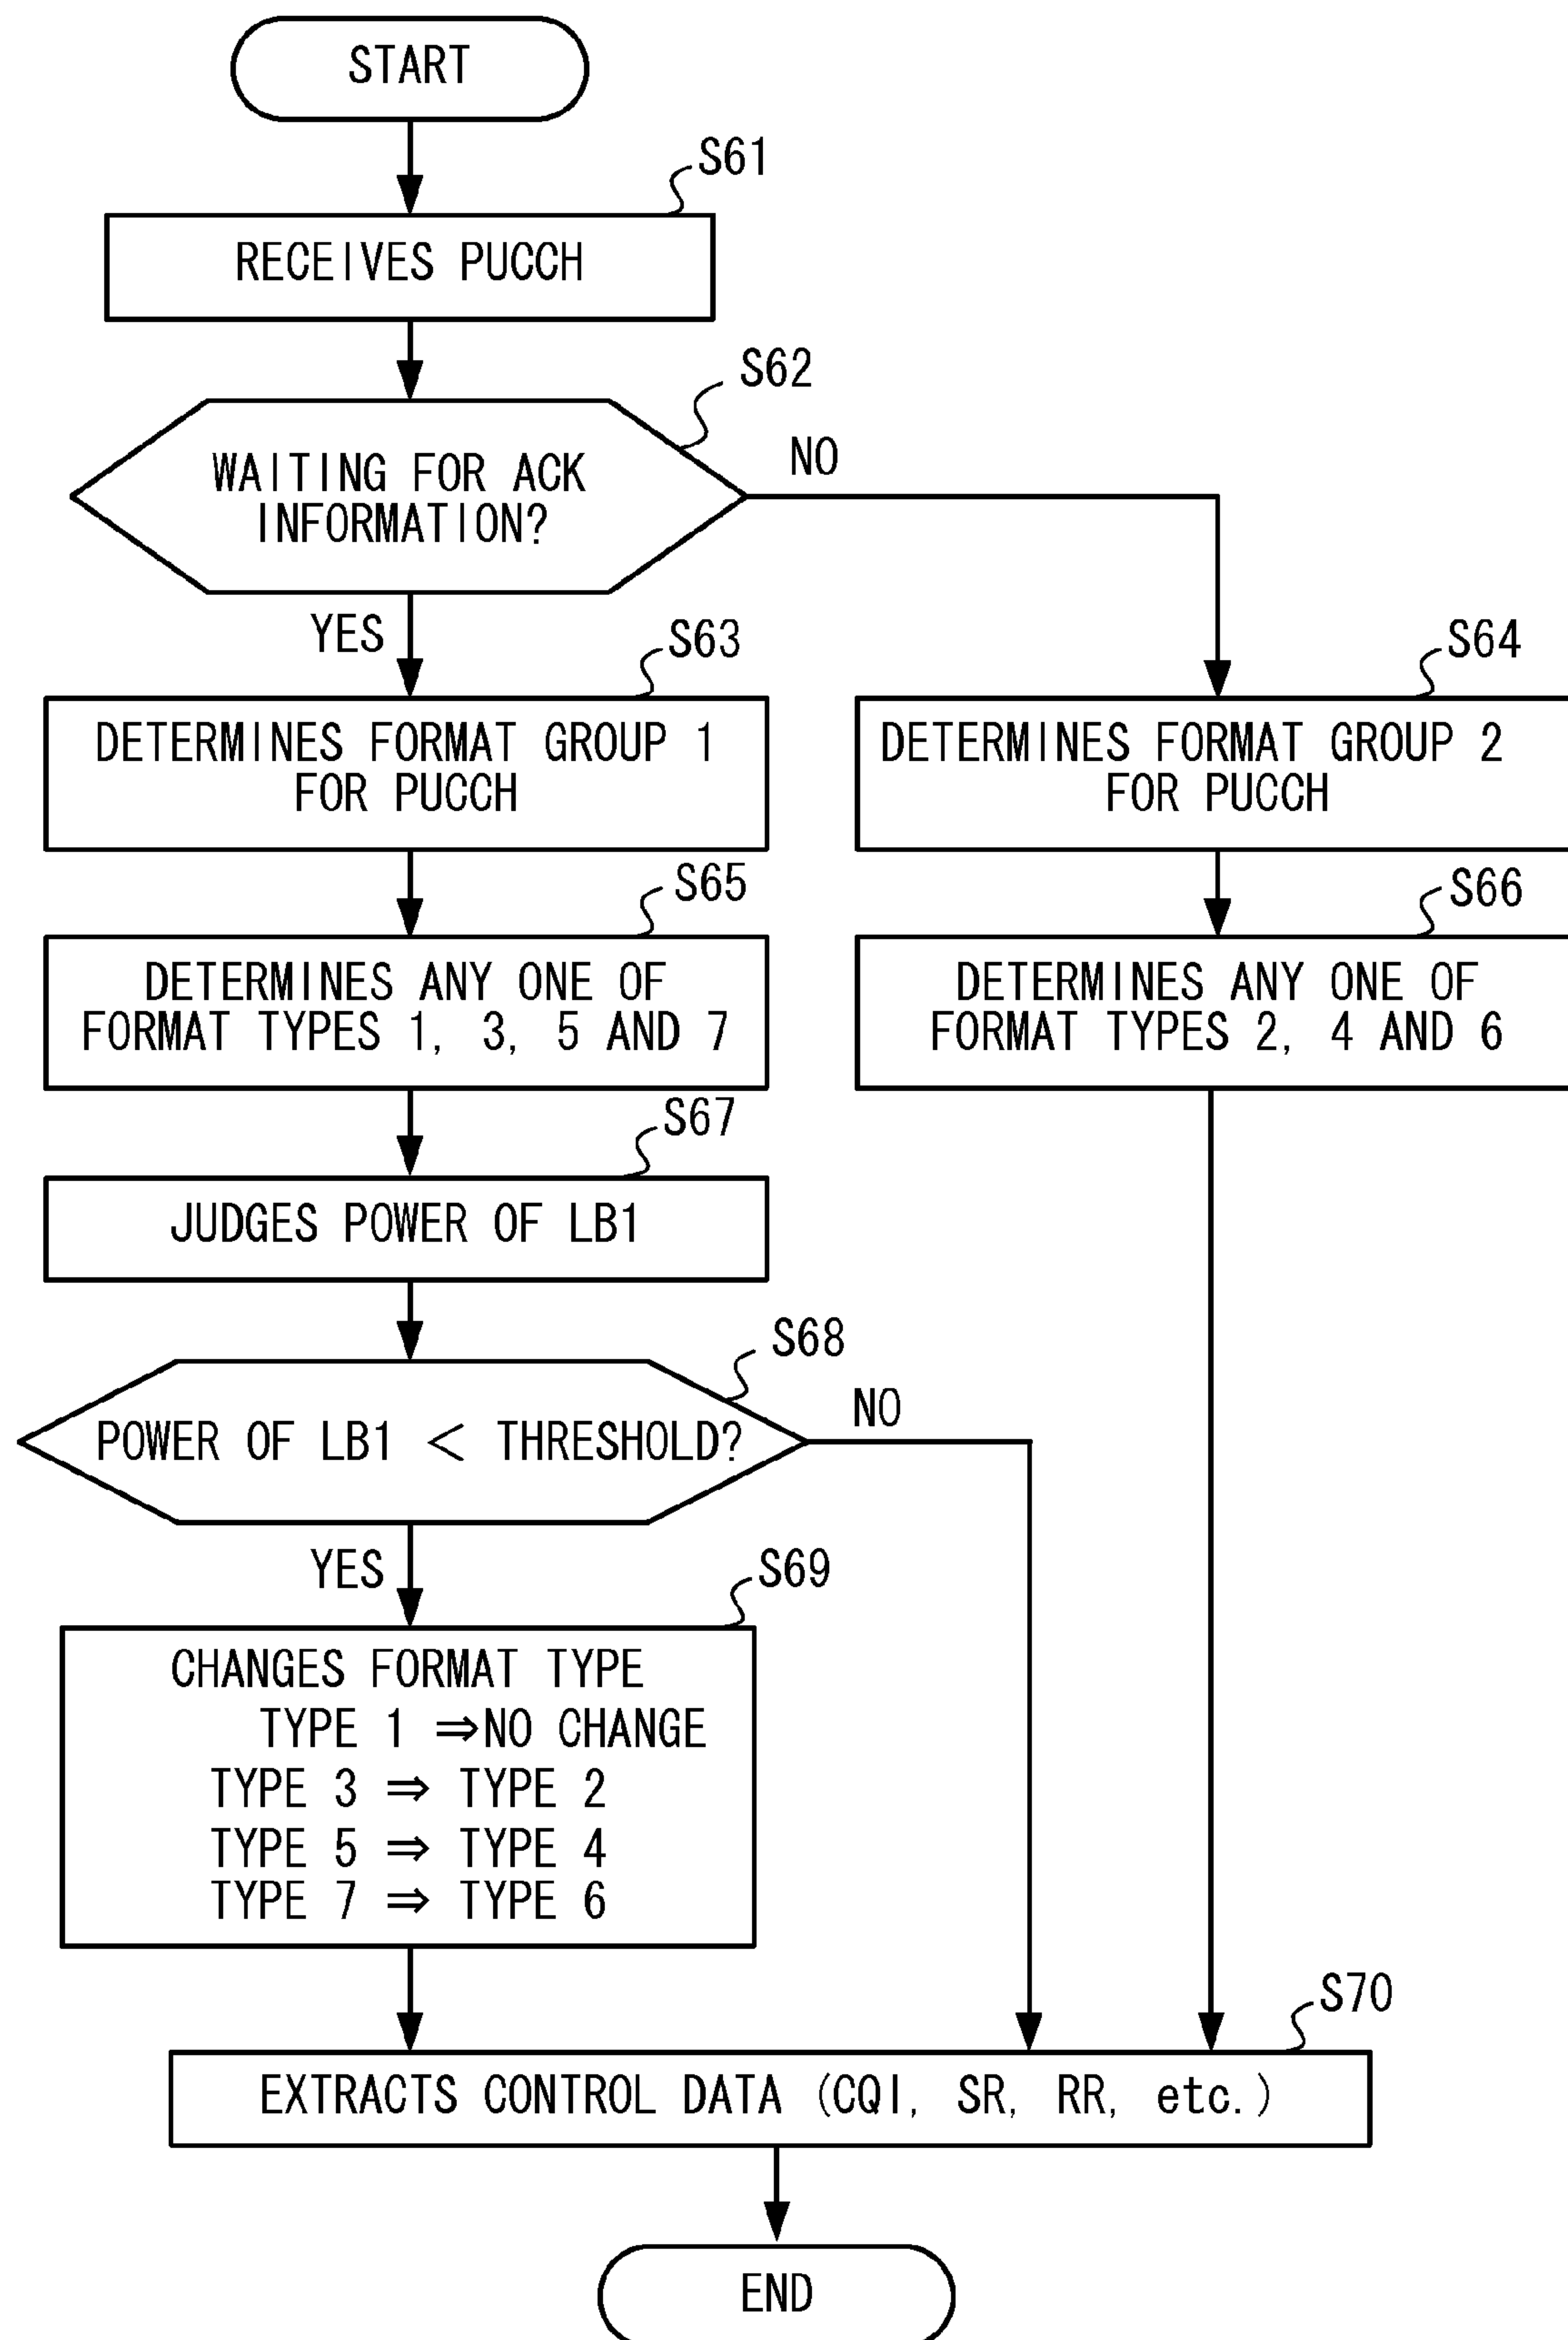 START
S61
RECEIVES PUCCH
S62
WAITING FOR ACK
INFORMATION?
NO
YES
S63
DETERMINES FORMAT GROUP 1
FOR PUCCH
S64
DETERMINES FORMAT GROUP 2
FOR PUCCH
S65
DETERMINES ANY ONE OF
FORMAT TYPES 1, 3, 5 AND 7
S66
DETERMINES ANY ONE OF
FORMAT TYPES 2, 4 AND 6
S67
JUDGES POWER OF LB1
S68
POWER OF LB1 < THRESHOLD?
NO
YES
S69
CHANGES FORMAT TYPE
TYPE 1 ⇒NO CHANGE
TYPE 3 ⇒ TYPE 2
TYPE 5 ⇒ TYPE 4
TYPE 7 ⇒ TYPE 6
S70
EXTRACTS CONTROL DATA (CQI, SR, RR, etc.)
END